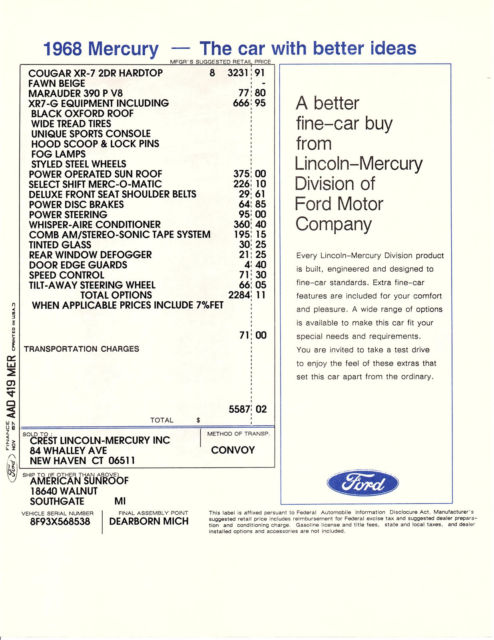 1968 Mercury — The car with better ideas
MFGR'S SUGGESTED RETAIL PRICE
COUGAR XR-7 2DR HARDTOP 8 3231 91
FAWN BEIGE -
MARAUDER 390 P V8 77 80
XR7-G EQUIPMENT INCLUDING 666 95
BLACK OXFORD ROOF
WIDE TREAD TIRES
UNIQUE SPORTS CONSOLE
HOOD SCOOP & LOCK PINS
FOG LAMPS
STYLED STEEL WHEELS
POWER OPERATED SUN ROOF 375 00
SELECT SHIFT MERC-O-MATIC 226 10
DELUXE FRONT SEAT SHOULDER BELTS 29 61
POWER DISC BRAKES 64 85
POWER STEERING 95 00
WHISPER-AIRE CONDITIONER 360 40
COMB AM/STEREO-SONIC TAPE SYSTEM 195 15
TINTED GLASS 30 25
REAR WINDOW DEFOGGER 21 25
DOOR EDGE GUARDS 4 40
SPEED CONTROL 71 30
TILT-AWAY STEERING WHEEL 66 05
TOTAL OPTIONS 2284 11
WHEN APPLICABLE PRICES INCLUDE 7%FET
71 00
TRANSPORTATION CHARGES
5587 02
TOTAL $
SOLD TO:
METHOD OF TRANSP.
CREST LINCOLN-MERCURY INC
84 WHALLEY AVE CONVOY
NEW HAVEN CT 06511
SHIP TO (IF OTHER THAN ABOVE)
AMERICAN SUNROOF
18640 WALNUT
SOUTHGATE MI
VEHICLE SERIAL NUMBER FINAL ASSEMBLY POINT
8F93X568538 DEARBORN MICH
A better
fine-car buy
from
Lincoln-Mercury
Division of
Ford Motor
Company
Every Lincoln-Mercury Division product
is built, engineered and designed to
fine-car standards. Extra fine-car
features are included for your comfort
and pleasure. A wide range of options
is available to make this car fit your
special needs and requirements.
You are invited to take a test drive
to enjoy the feel of these extras that
set this car apart from the ordinary.
Ford
This label is affixed pursuant to Federal Automobile Information Disclocure Act. Manufacturer's
suggested retail price includes reimbursement for Federal excise tax and suggested dealer prepara-
tion and conditioning charge. Gasoline license and title fees, state and local taxes, and dealer
installed options and accessories are not included.
Ford FINANCE NOV 67 AAD 419 MER (PRINTED IN U.S.A.)